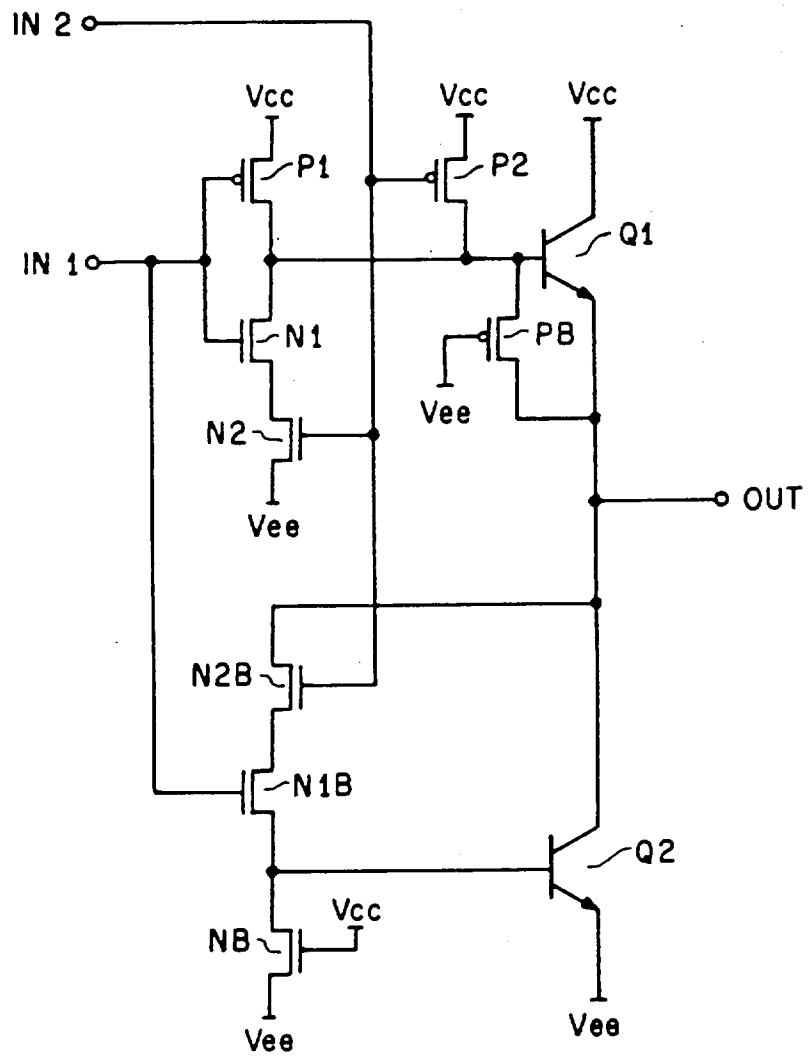 IN 2
Vcc
Vcc
Vcc
P1
P2
Q1
IN 1
N1
PB
Vee
N2
Vee
OUT
N2B
N1B
Q2
Vcc
NB
Vee
Vee